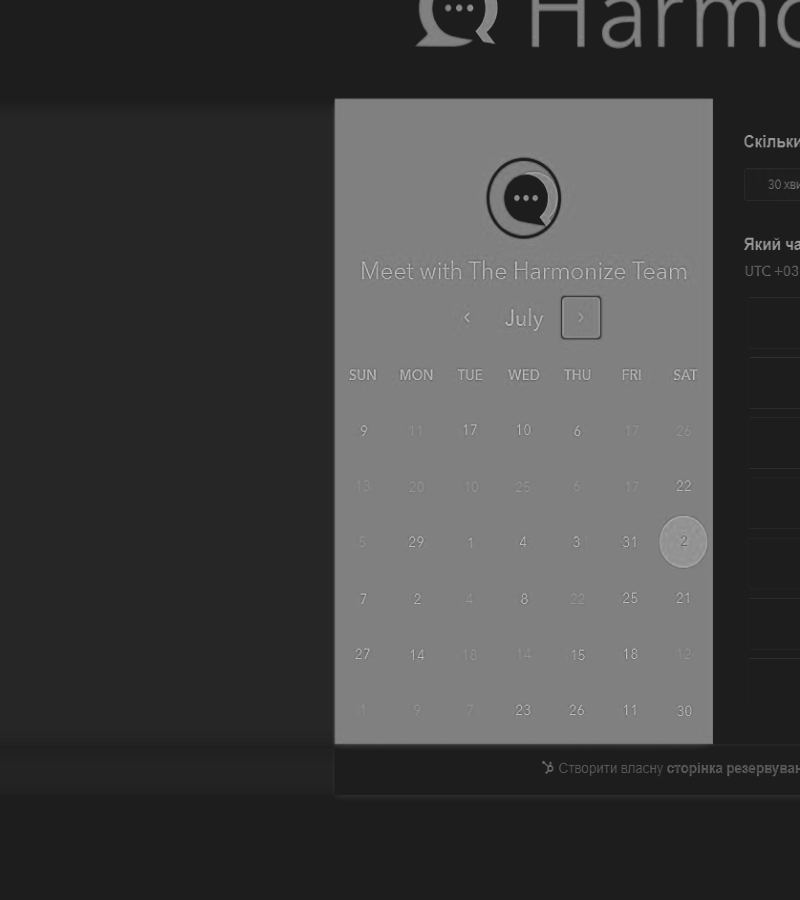 Harmo
Скільки
30 хви
Який ча
UTC +03
Meet with The Harmonize Team
July
SUN MON TUE WED THU FRI SAT
9 11 17 10 6 17 26
13 20 10 25 6 17 22
5 29 1 4 3 31 2
7 2 4 8 22 25 21
27 14 18 14 15 18 12
1 9 7 23 26 11 30
Створити власну сторінка резервуван